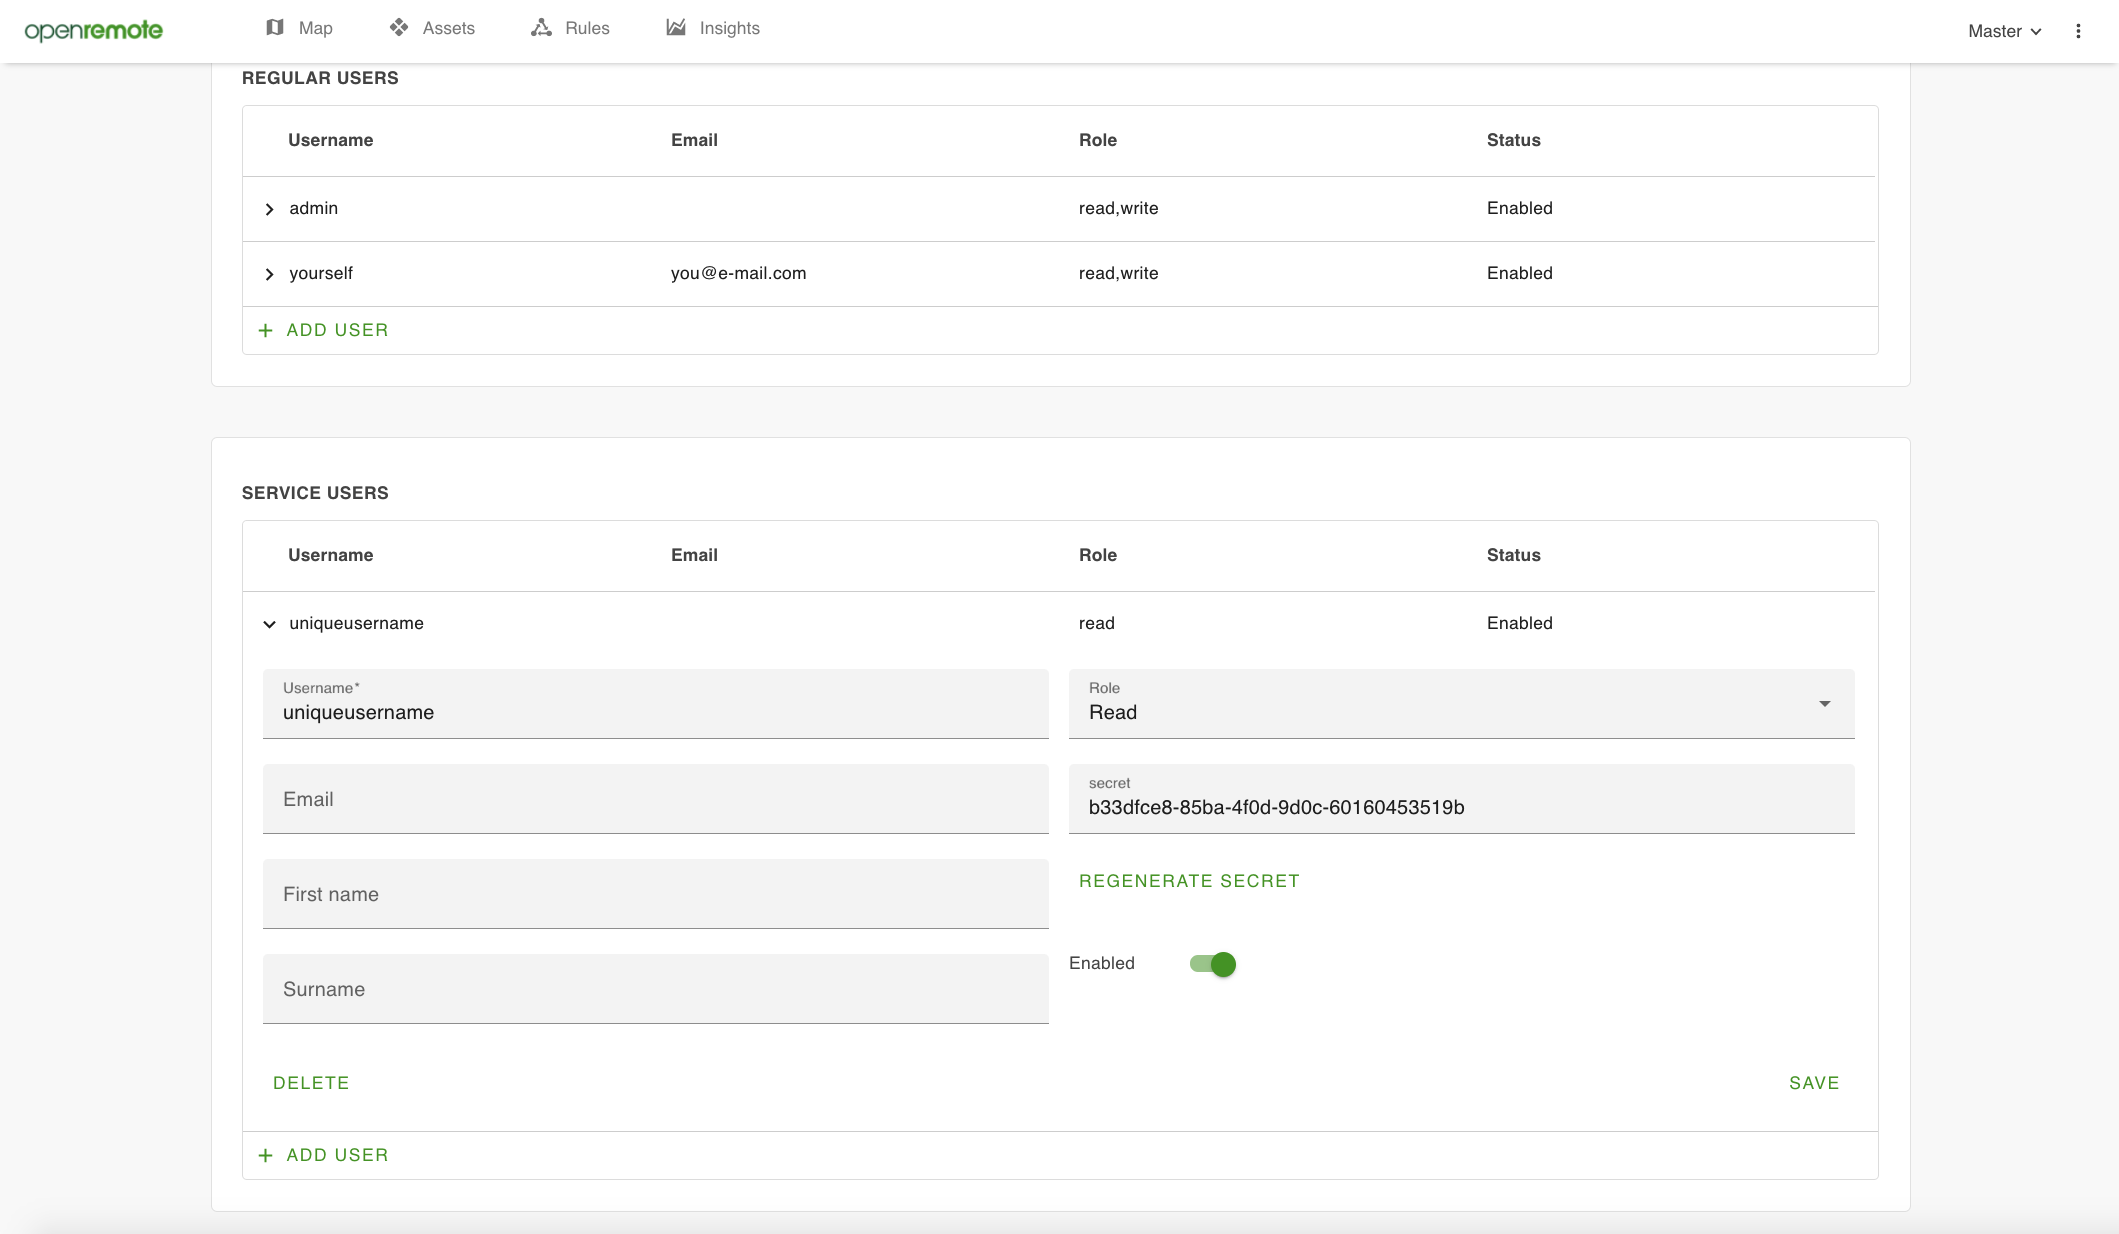 openremote Map Assets Rules Insights Master
REGULAR USERS
Username Email Role Status
admin read,write Enabled
yourself you@e-mail.com read,write Enabled
+ ADD USER
SERVICE USERS
Username Email Role Status
uniqueusername read Enabled
Username* Role
uniqueusername Read
Email secret
b33dfce8-85ba-4f0d-9d0c-60160453519b
First name REGENERATE SECRET
Enabled
Surname
DELETE SAVE
+ ADD USER